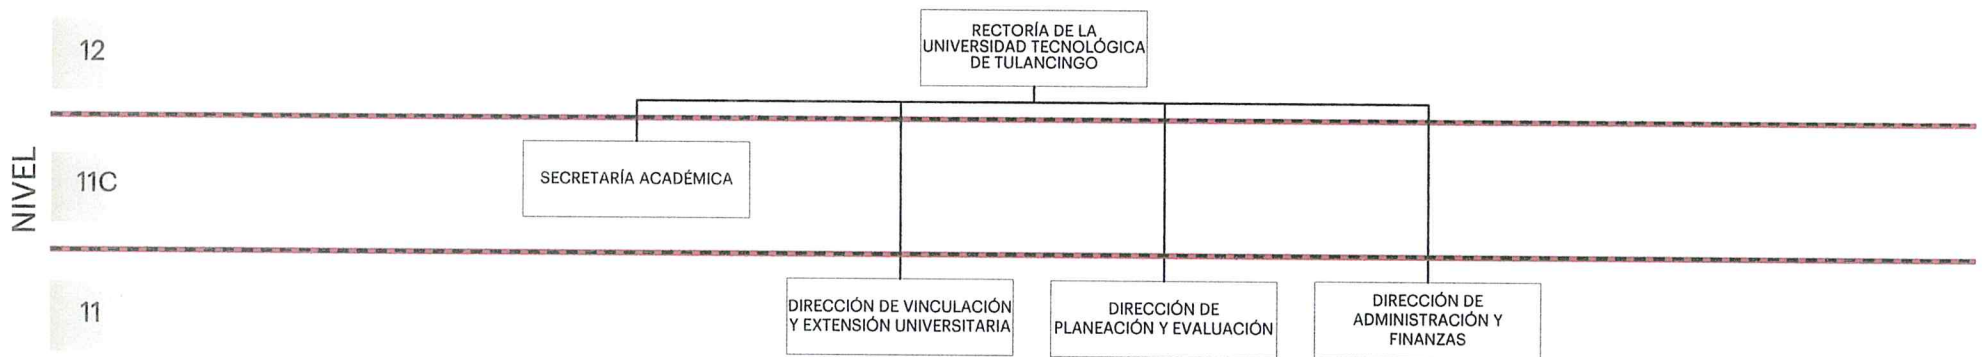 NIVEL
12
RECTORÍA DE LA
UNIVERSIDAD TECNOLÓGICA
DE TULANCINGO
11C
SECRETARÍA ACADÉMICA
11
DIRECCIÓN DE VINCULACIÓN
Y EXTENSIÓN UNIVERSITARIA
DIRECCIÓN DE
PLANEACIÓN Y EVALUACIÓN
DIRECCIÓN DE
ADMINISTRACIÓN Y
FINANZAS